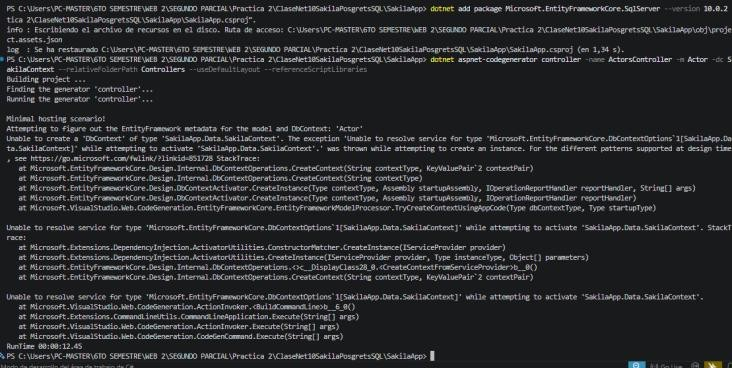 PS C:\Users\PC-MASTER\6TO SEMESTRE\WEB 2\SEGUNDO PARCIAL\Practica 2\ClaseNet10SakilaPosgretsSQL\SakilaApp> dotnet add package Microsoft.EntityFrameworkCore.SqlServer --version 10.0.2
tica 2\ClaseNet10SakilaPosgretsSQL\SakilaApp\SakilaApp.csproj".
info : Escribiendo el archivo de recursos en el disco. Ruta de acceso: C:\Users\PC-MASTER\6TO SEMESTRE\WEB 2\SEGUNDO PARCIAL\Practica 2\ClaseNet10SakilaPosgretsSQL\SakilaApp\obj\proje
ct.assets.json
log : Se ha restaurado C:\Users\PC-MASTER\6TO SEMESTRE\WEB 2\SEGUNDO PARCIAL\Practica 2\ClaseNet10SakilaPosgretsSQL\SakilaApp\SakilaApp.csproj (en 1,34 s).
PS C:\Users\PC-MASTER\6TO SEMESTRE\WEB 2\SEGUNDO PARCIAL\Practica 2\ClaseNet10SakilaPosgretsSQL\SakilaApp> dotnet aspnet-codegenerator controller -name ActorsController -m Actor -dc S
akilaContext --relativeFolderPath Controllers --useDefaultLayout --referenceScriptLibraries
Building project ...
Finding the generator 'controller'...
Running the generator 'controller'...

Minimal hosting scenario!
Attempting to figure out the EntityFramework metadata for the model and DbContext: 'Actor'
Unable to create a 'DbContext' of type 'SakilaApp.Data.SakilaContext'. The exception 'Unable to resolve service for type 'Microsoft.EntityFrameworkCore.DbContextOptions`1[SakilaApp.Da
ta.SakilaContext]' while attempting to activate 'SakilaApp.Data.SakilaContext'.' was thrown while attempting to create an instance. For the different patterns supported at design time
, see https://go.microsoft.com/fwlink/?linkid=851728 StackTrace:
at Microsoft.EntityFrameworkCore.Design.Internal.DbContextOperations.CreateContext(String contextType, KeyValuePair`2 contextPair)
at Microsoft.EntityFrameworkCore.Design.Internal.DbContextOperations.CreateContext(String contextType)
at Microsoft.EntityFrameworkCore.Design.DbContextActivator.CreateInstance(Type contextType, Assembly startupAssembly, IOperationReportHandler reportHandler, String[] args)
at Microsoft.VisualStudio.Web.CodeGeneration.EntityFrameworkCore.EntityFrameworkModelProcessor.TryCreateContextUsingAppCode(Type dbContextType, Type startupType)

Unable to resolve service for type 'Microsoft.EntityFrameworkCore.DbContextOptions`1[SakilaApp.Data.SakilaContext]' while attempting to activate 'SakilaApp.Data.SakilaContext'. StackT
race:
at Microsoft.Extensions.DependencyInjection.ActivatorUtilities.ConstructorMatcher.CreateInstance(IServiceProvider provider)
at Microsoft.Extensions.DependencyInjection.ActivatorUtilities.CreateInstance(IServiceProvider provider, Type instanceType, Object[] parameters)
at Microsoft.EntityFrameworkCore.Design.Internal.DbContextOperations.<>c__DisplayClass28_0.<CreateContextFromServiceProvider>b__0()
at Microsoft.EntityFrameworkCore.Design.Internal.DbContextOperations.CreateContext(String contextType, KeyValuePair`2 contextPair)

Unable to resolve service for type 'Microsoft.EntityFrameworkCore.DbContextOptions`1[SakilaApp.Data.SakilaContext]' while attempting to activate 'SakilaApp.Data.SakilaContext'.
at Microsoft.VisualStudio.Web.CodeGeneration.ActionInvoker.<BuildCommandLine>b__6_0()
at Microsoft.Extensions.CommandLineUtils.CommandLineApplication.Execute(String[] args)
at Microsoft.VisualStudio.Web.CodeGeneration.ActionInvoker.Execute(String[] args)
at Microsoft.VisualStudio.Web.CodeGeneration.CodeGenCommand.Execute(String[] args)
RunTime 00:00:12.45
PS C:\Users\PC-MASTER\6TO SEMESTRE\WEB 2\SEGUNDO PARCIAL\Practica 2\ClaseNet10SakilaPosgretsSQL\SakilaApp>
Modo de desarrollo del área de trabajo de C# Go Live